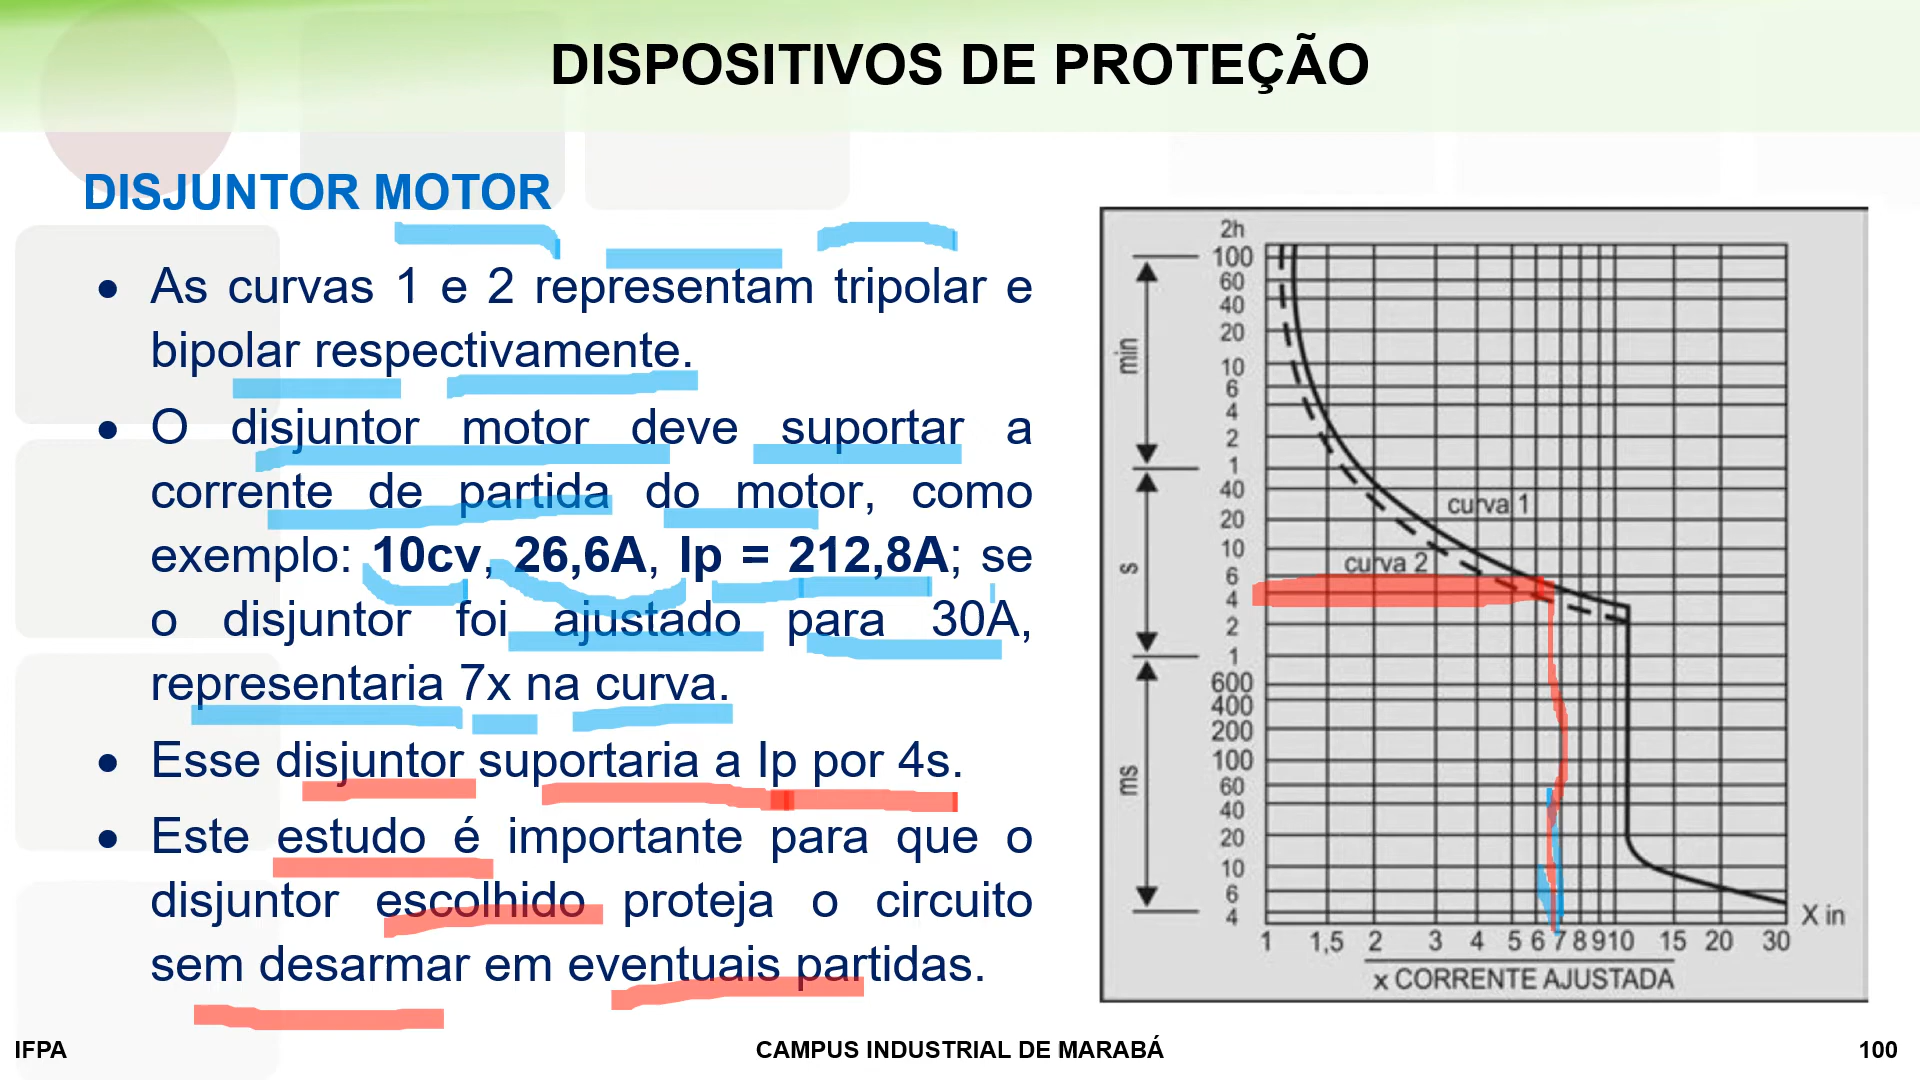 DISPOSITIVOS DE PROTEÇÃO
DISJUNTOR MOTOR
● As curvas 1 e 2 representam tripolar e
bipolar respectivamente.
● O disjuntor motor deve suportar a
corrente de partida do motor, como
exemplo: 10cv, 26,6A, Ip = 212,8A; se
o disjuntor foi ajustado para 30A,
representaria 7x na curva.
● Esse disjuntor suportaria a Ip por 4s.
● Este estudo é importante para que o
disjuntor escolhido proteja o circuito
sem desarmar em eventuais partidas.
2h
100
60
40
20
10
6
4
2
1
40
20
10
6
4
2
1
600
400
200
100
60
40
20
10
6
4
min
s
ms
curva 1
curva 2
X in
1 1,5 2 3 4 5 6 7 8 9 10 15 20 30
x CORRENTE AJUSTADA
IFPA
CAMPUS INDUSTRIAL DE MARABÁ
100